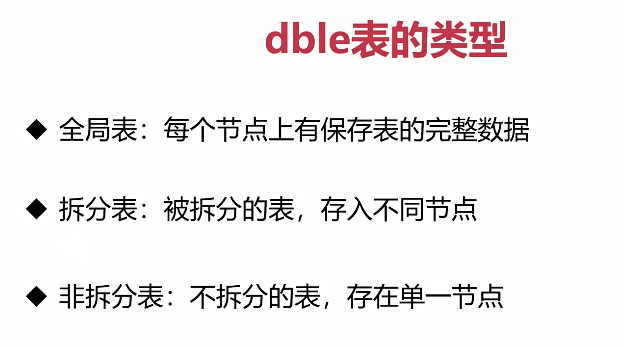 dble表的类型
◆ 全局表：每个节点上有保存表的完整数据
◆ 拆分表：被拆分的表，存入不同节点
◆ 非拆分表：不拆分的表，存在单一节点